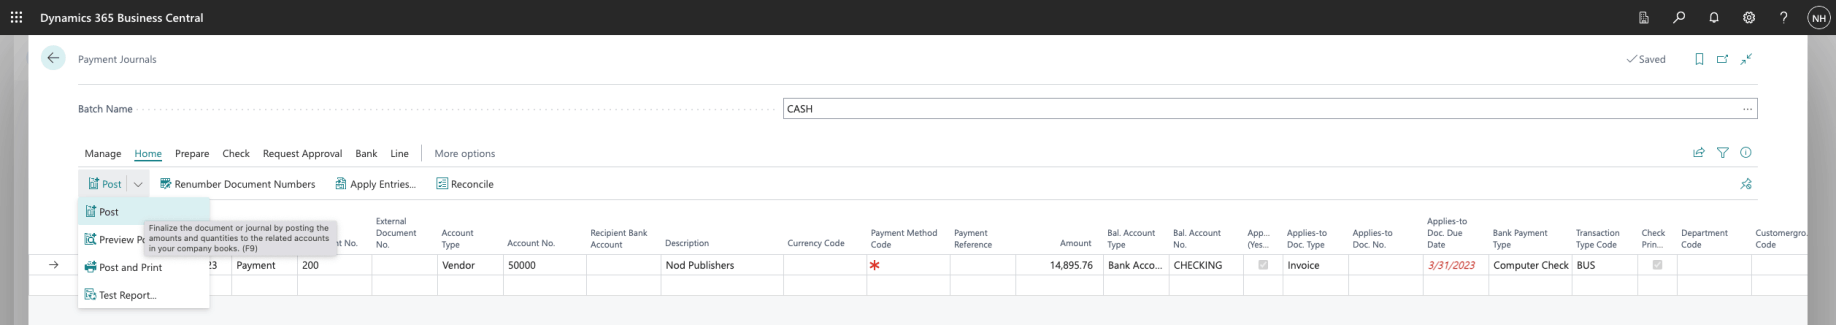 Dynamics 365 Business Central
NH
Payment Journals
Saved
Batch Name
CASH
Manage Home Prepare Check Request Approval Bank Line More options
Post Renumber Document Numbers Apply Entries... Reconcile
Post
Preview Po
Post and Print
Test Report...
Finalize the document or journal by posting the
amounts and quantities to the related accounts
in your company books. (F9)
nt No.
External
Document
No.
Account
Type
Account No.
Recipient Bank
Account
Description
Currency Code
Payment Method
Code
Payment
Reference
Amount
Bal. Account
Type
Bal. Account
No.
App...
(Yes...
Applies-to
Doc. Type
Applies-to
Doc. No.
Applies-to
Doc. Due
Date
Bank Payment
Type
Transaction
Type Code
Check
Prin...
Department
Code
Customergro...
Code
23 Payment 200 Vendor 50000 Nod Publishers * 14,895.76 Bank Acco... CHECKING Invoice 3/31/2023 Computer Check BUS